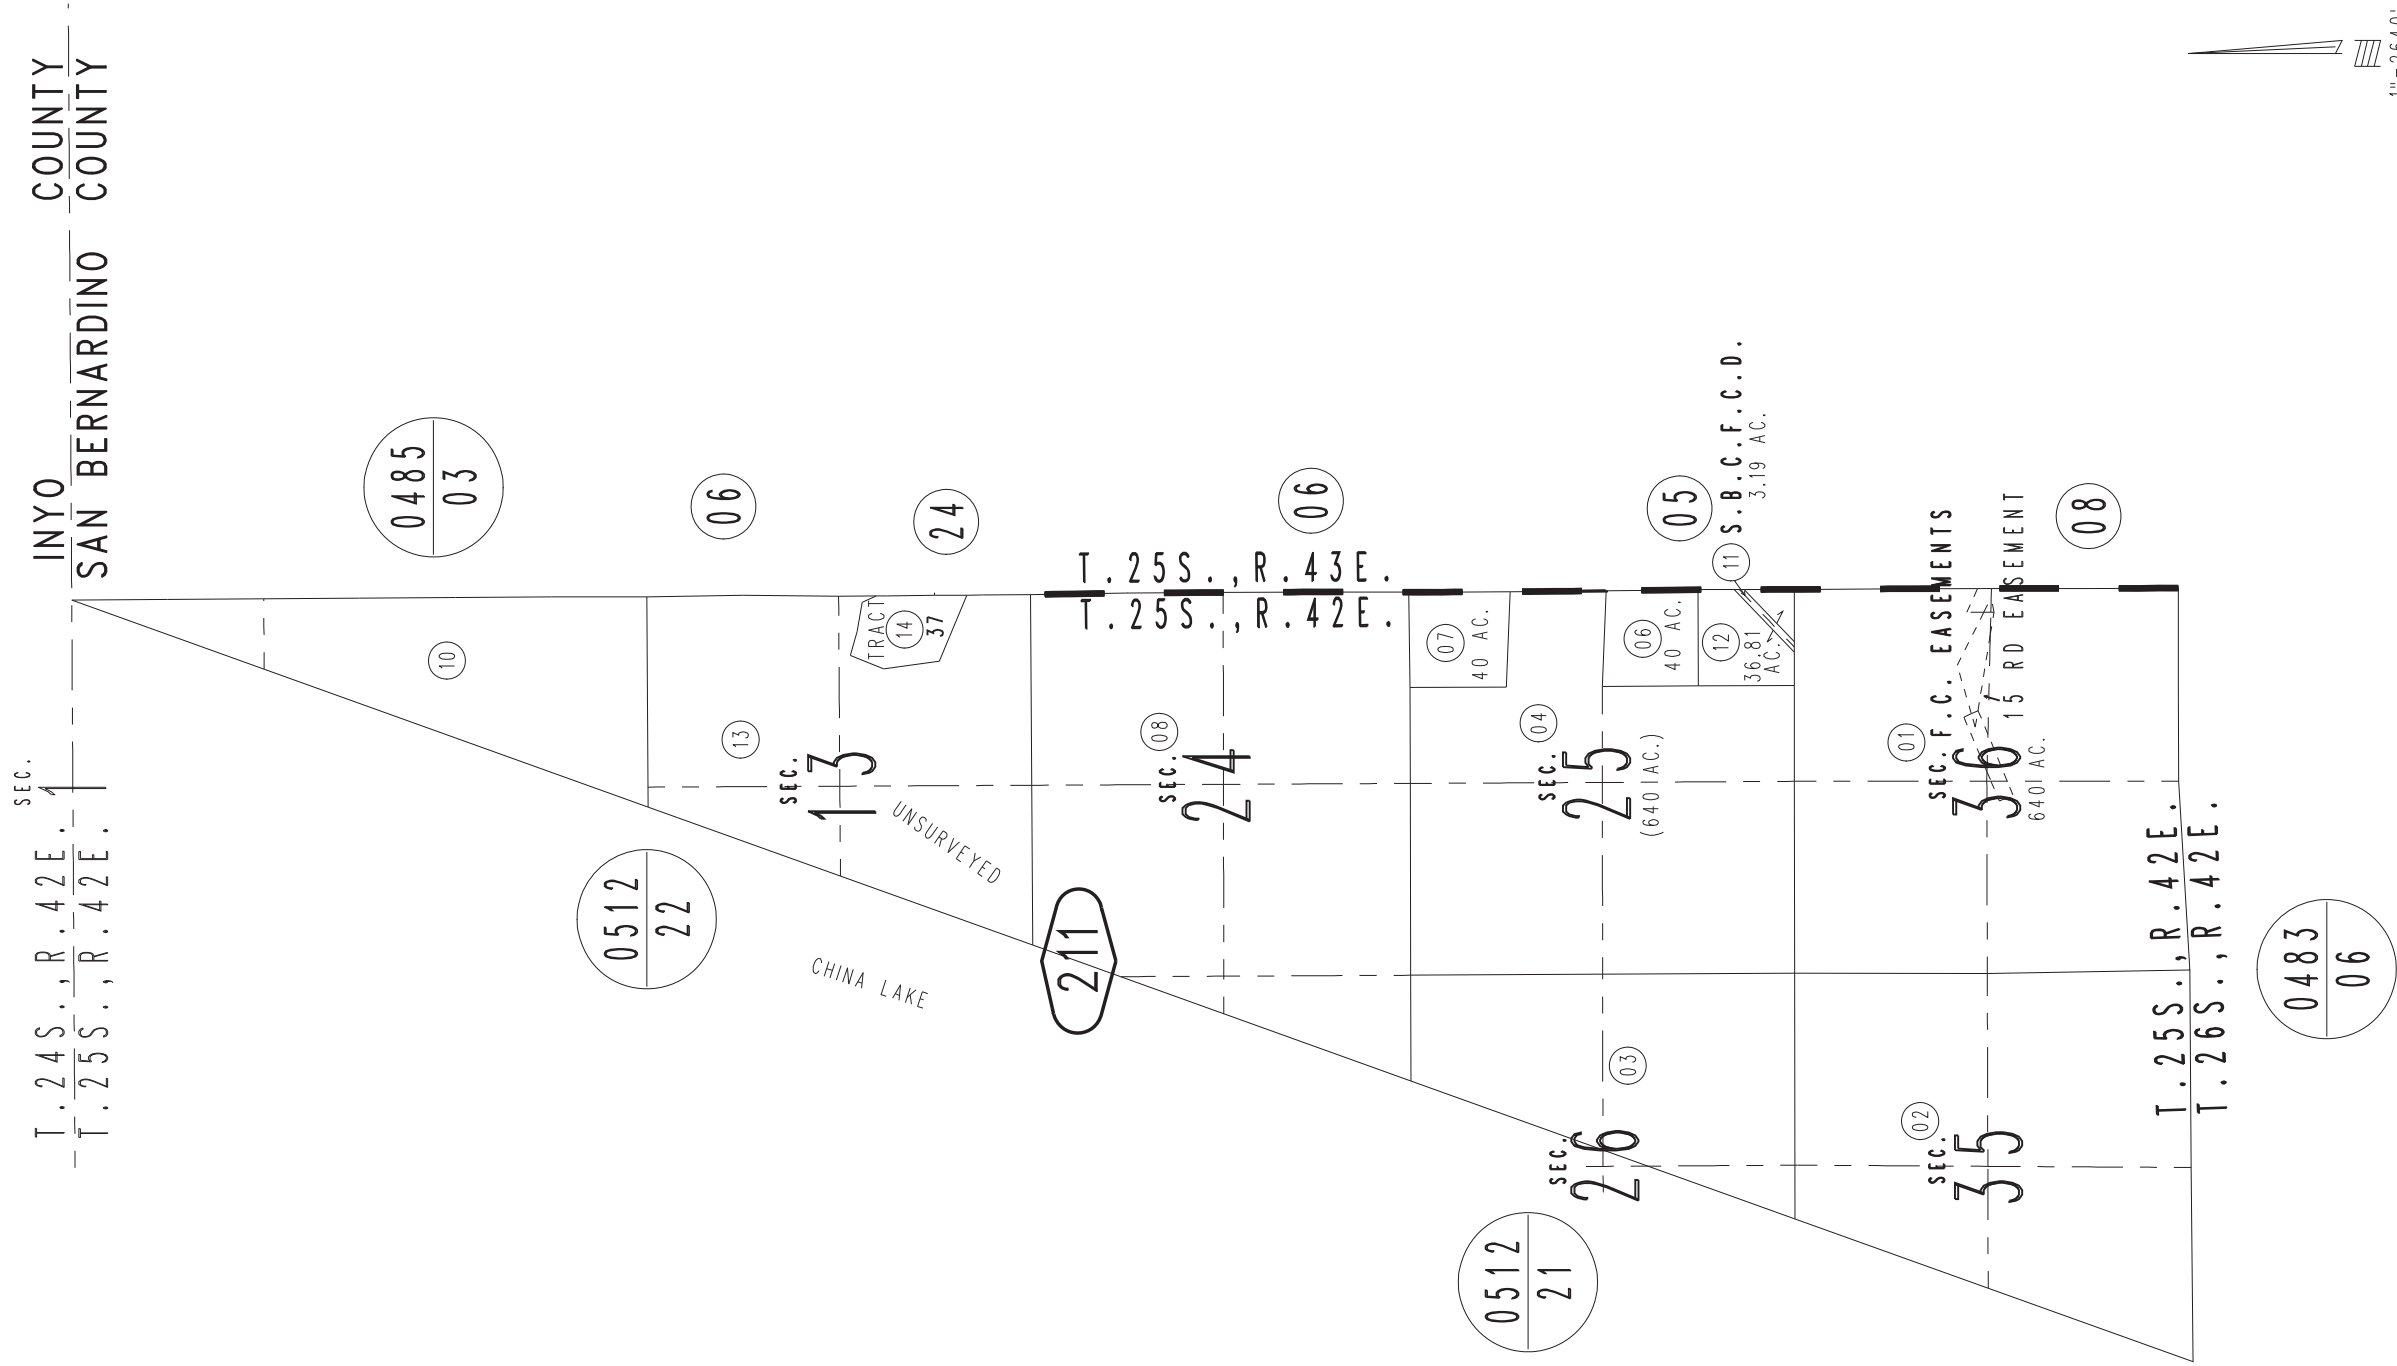 INYO COUNTY
SAN BERNARDINO COUNTY
SEC.
1
T.24S.,R.42E.
T.25S.,R.42E.
0485
03
10
06
13
SEC.
13
UNSURVEYED
TRACT
14
37
24
0512
22
CHINA LAKE
211
T.25S.,R.43E.
T.25S.,R.42E.
08
SEC.
24
06
07
40 AC.
04
SEC.
25
(640 AC.)
06
40 AC.
05
12
36.81
AC.
11
S.B.C.F.C.D.
3.19 AC.
03
SEC.
26
0512
21
01
SEC.
36
640 AC.
F.C. EASEMENTS
15 RD EASEMENT
08
02
SEC.
35
T.25S.,R.42E.
T.26S.,R.42E.
0483
06